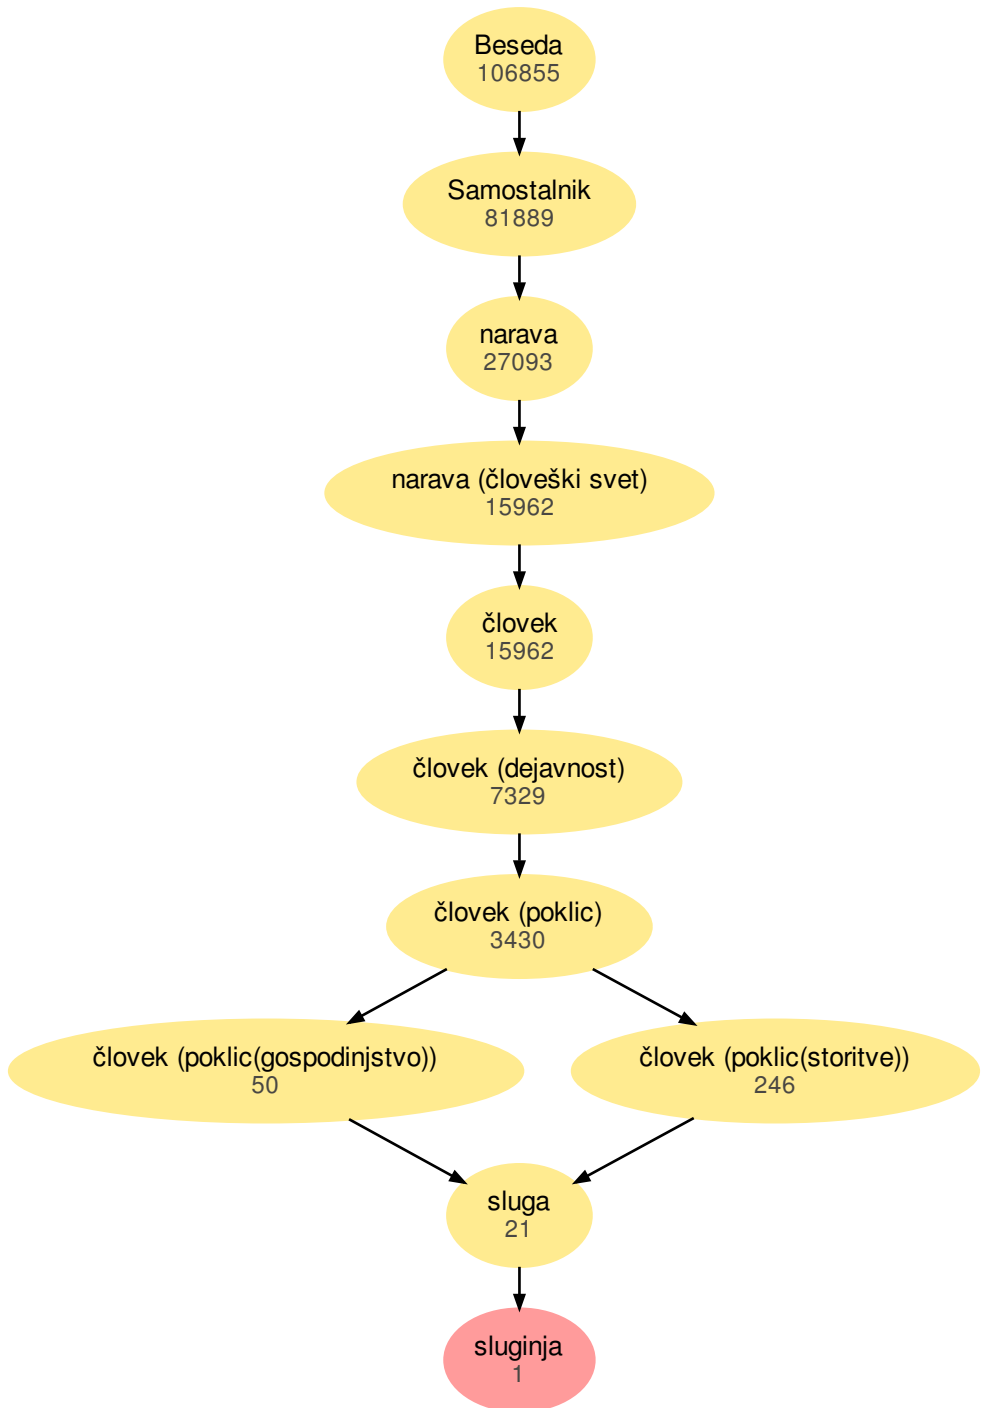 Beseda
106855
Samostalnik
81889
narava
27093
narava (človeški svet)
15962
človek
15962
človek (dejavnost)
7329
človek (poklic)
3430
človek (poklic(gospodinjstvo))
50
človek (poklic(storitve))
246
sluga
21
sluginja
1